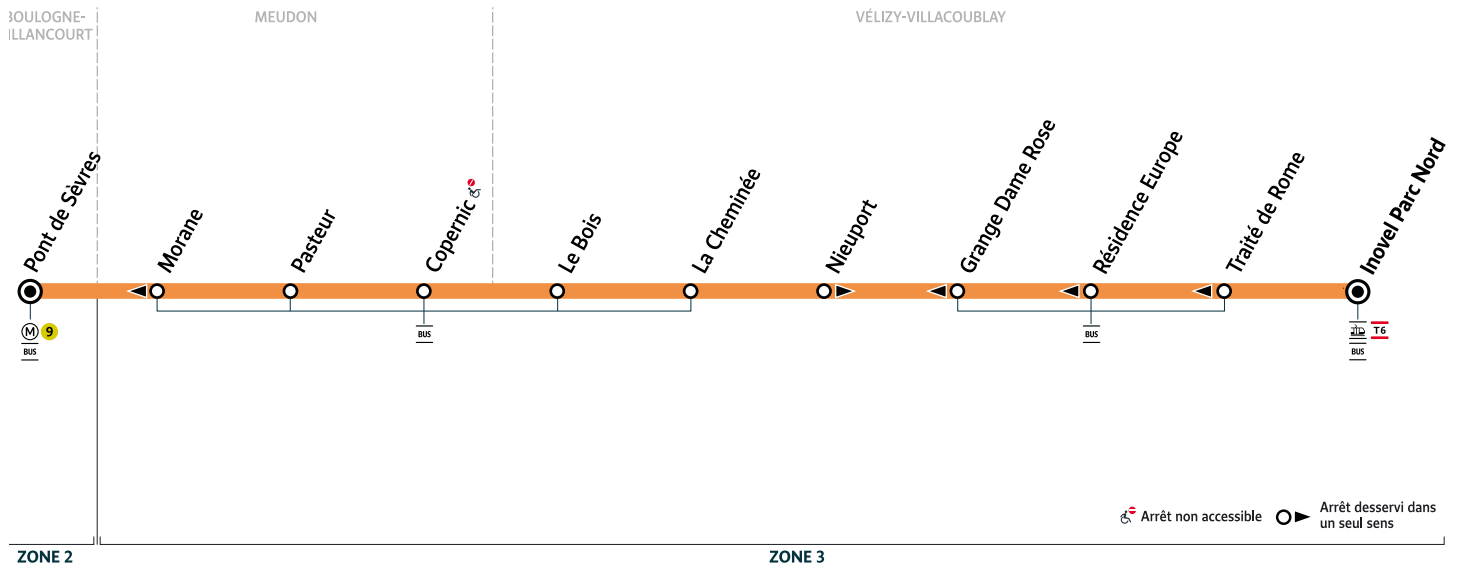 BOULOGNE-
ILLANCOURT
MEUDON
VÉLIZY-VILLACOUBLAY
Pont de Sèvres
Morane
Pasteur
Copernic
Le Bois
La Cheminée
Nieuport
Grange Dame Rose
Résidence Europe
Traité de Rome
Inovel Parc Nord
M 9
BUS
BUS
BUS
T6
BUS
Arrêt non accessible
Arrêt desservi dans
un seul sens
ZONE 2
ZONE 3